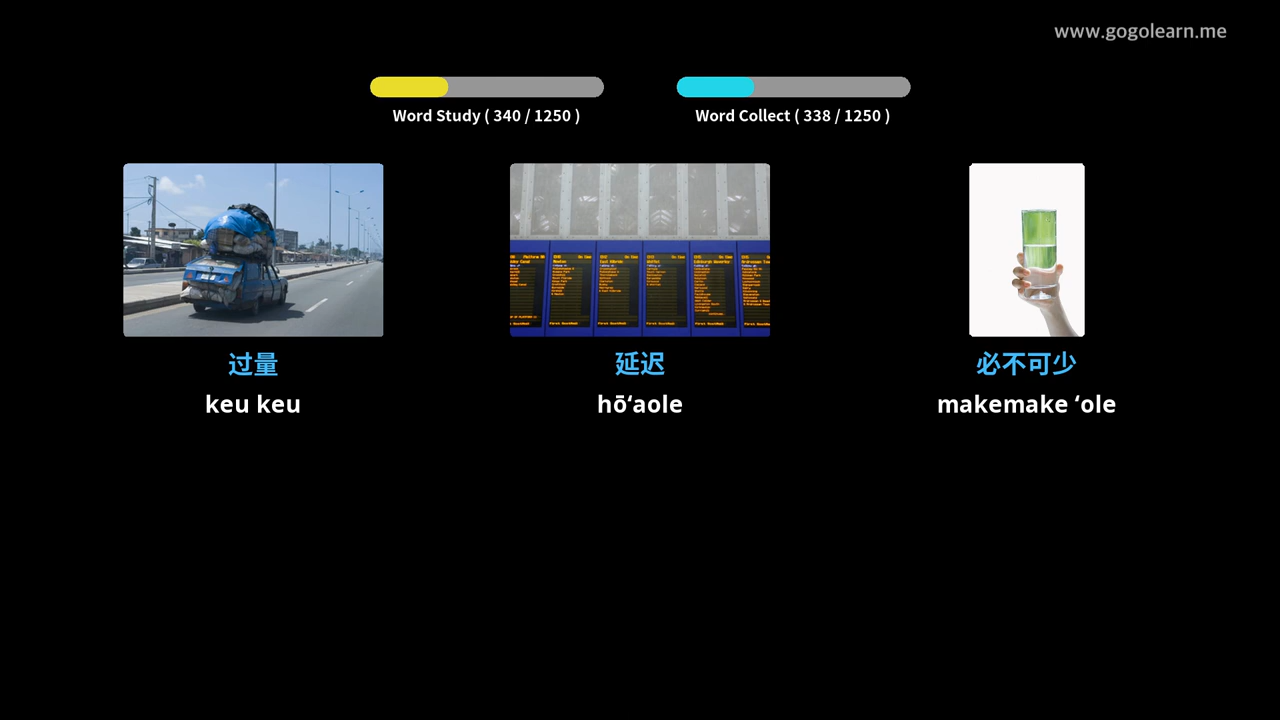 www.gogolearn.me
Word Study ( 340 / 1250 )
Word Collect ( 338 / 1250 )
过量
延迟
必不可少
keu keu
hōʻaole
makemake ʻole